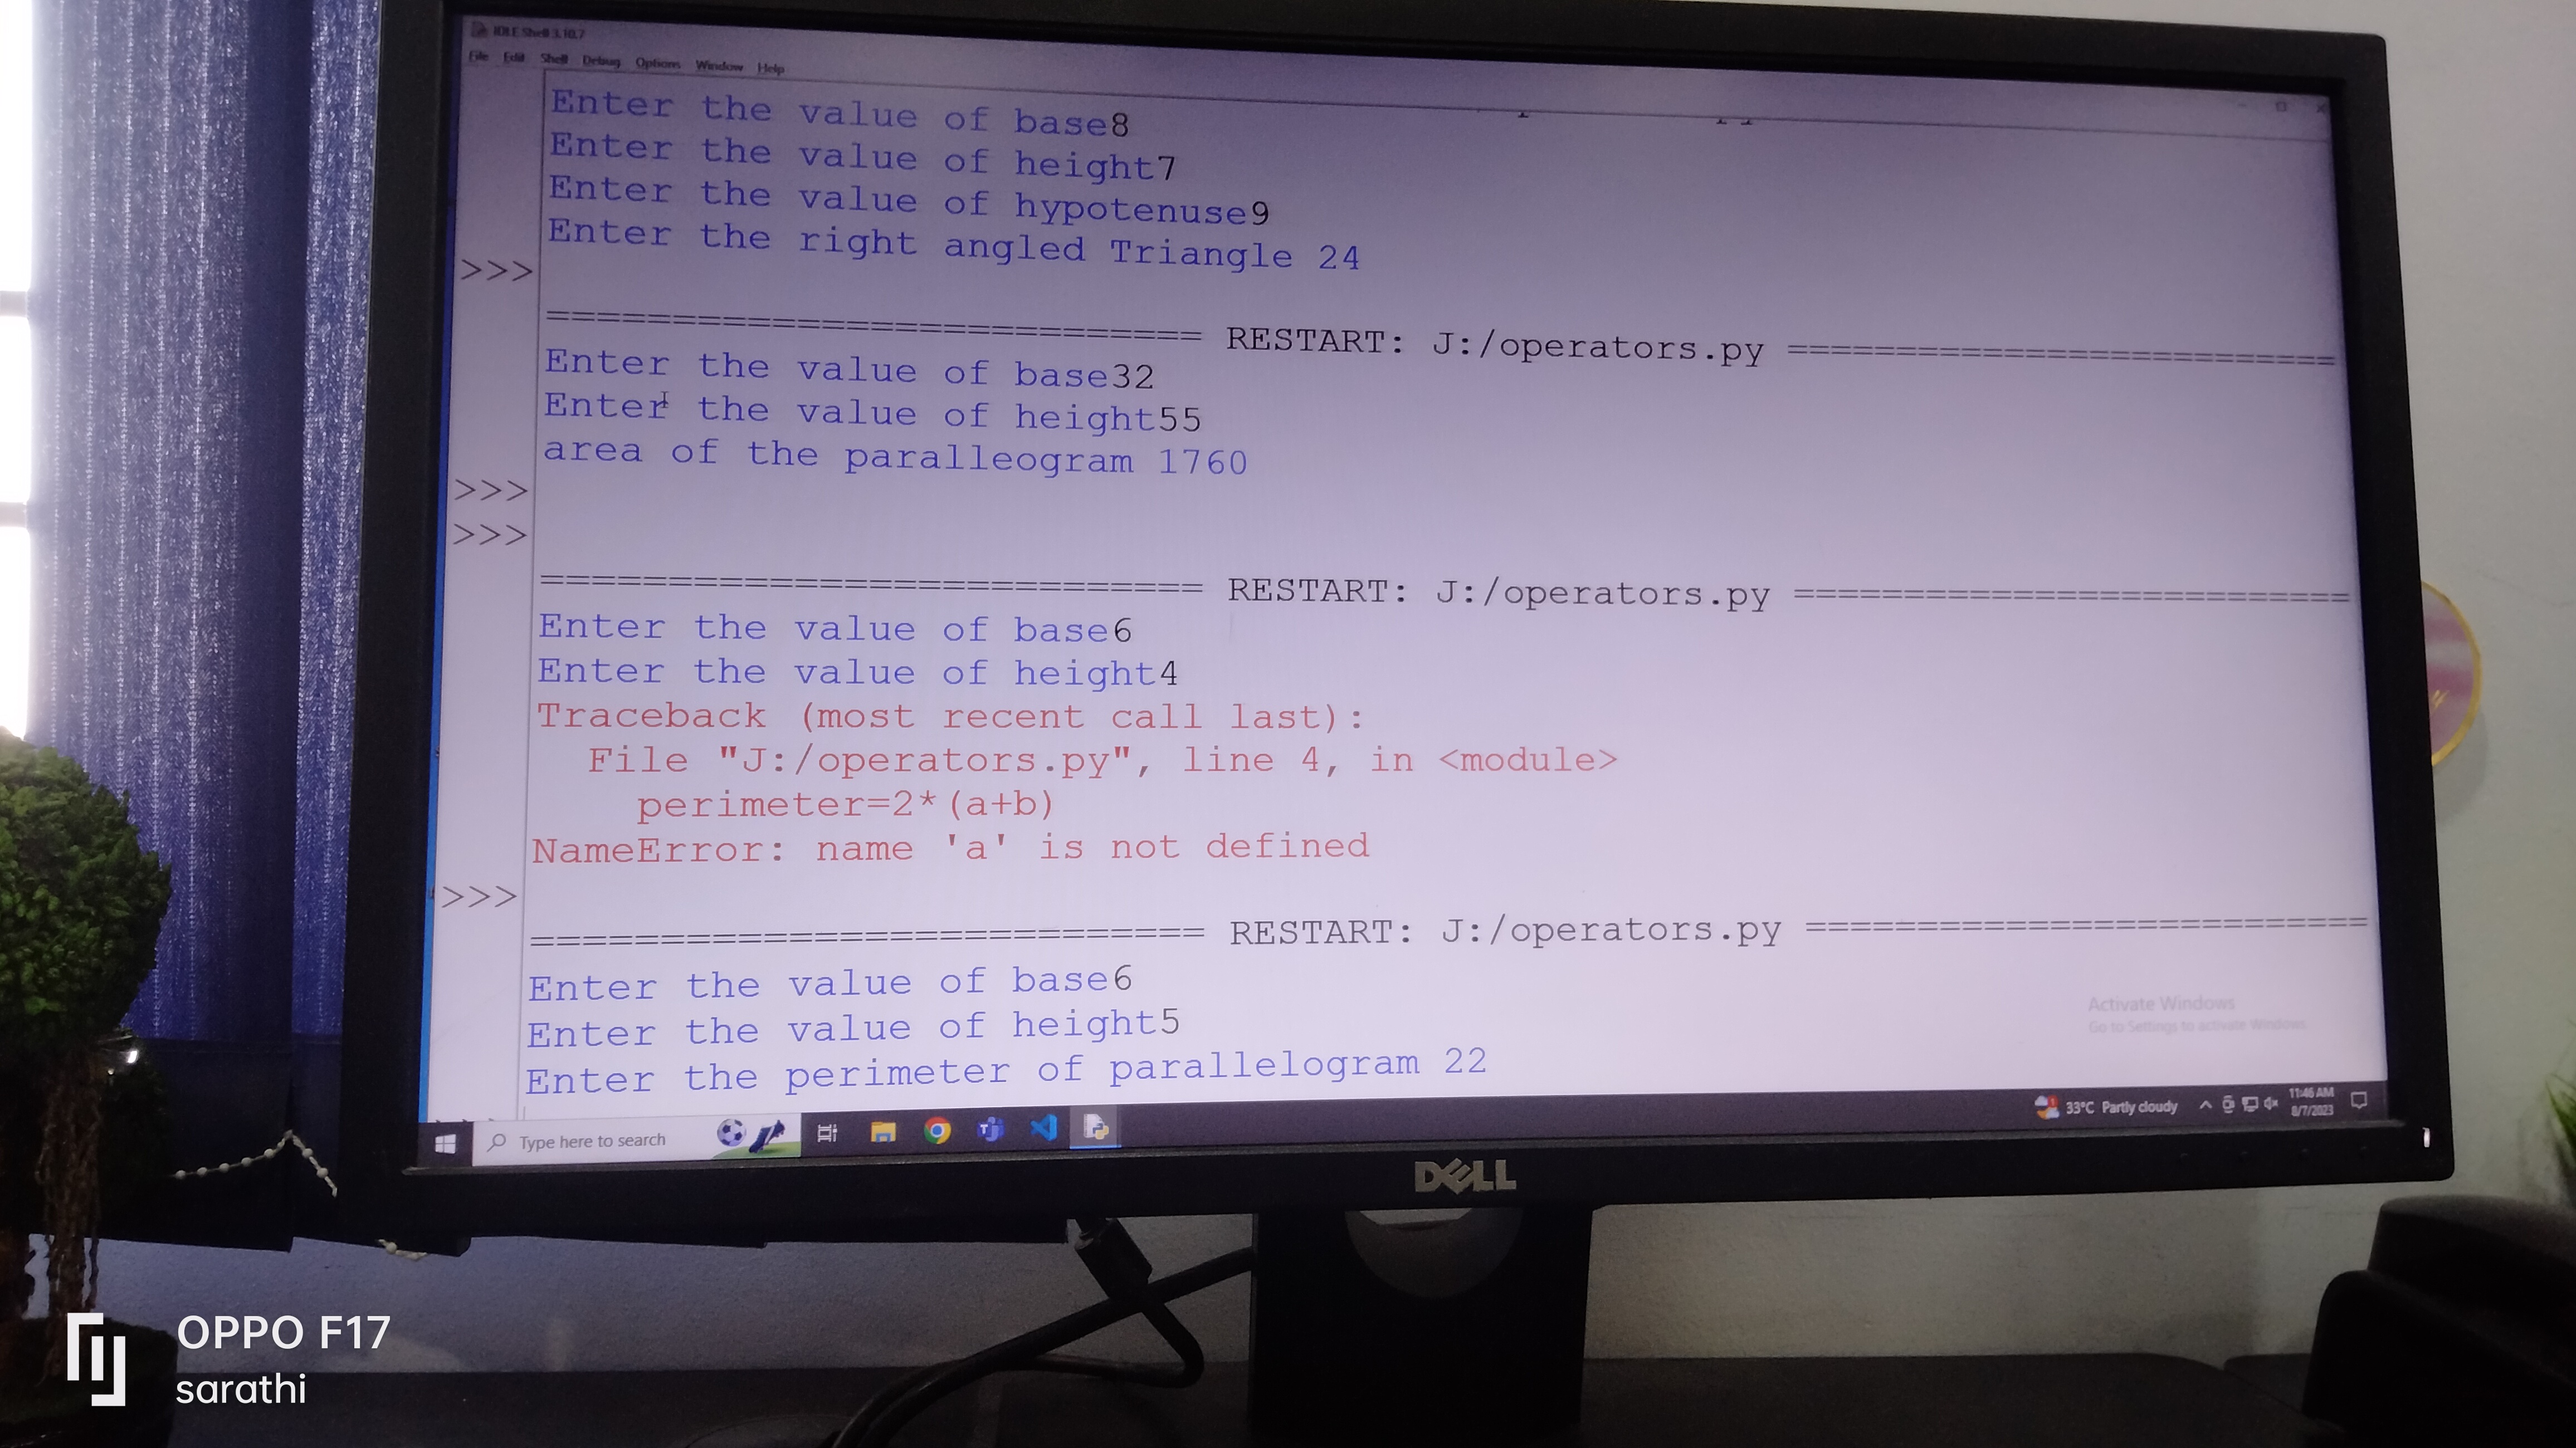 IDLE Shell 3.10.7
File Edit Shell Debug Options Window Help
Enter the value of base8
Enter the value of height7
Enter the value of hypotenuse9
Enter the right angled Triangle 24
>>>
=========================== RESTART: J:/operators.py ==========================
Enter the value of base32
Enter the value of height55
area of the paralleogram 1760
>>>
>>>
=========================== RESTART: J:/operators.py ==========================
Enter the value of base6
Enter the value of height4
Traceback (most recent call last):
File "J:/operators.py", line 4, in <module>
perimeter=2*(a+b)
NameError: name 'a' is not defined
>>>
=========================== RESTART: J:/operators.py ==========================
Enter the value of base6
Enter the value of height5
Enter the perimeter of parallelogram 22
Activate Windows
Go to Settings to activate Windows.
Type here to search
33°C Partly cloudy
11:46 AM
8/7/2023
DELL
OPPO F17
sarathi